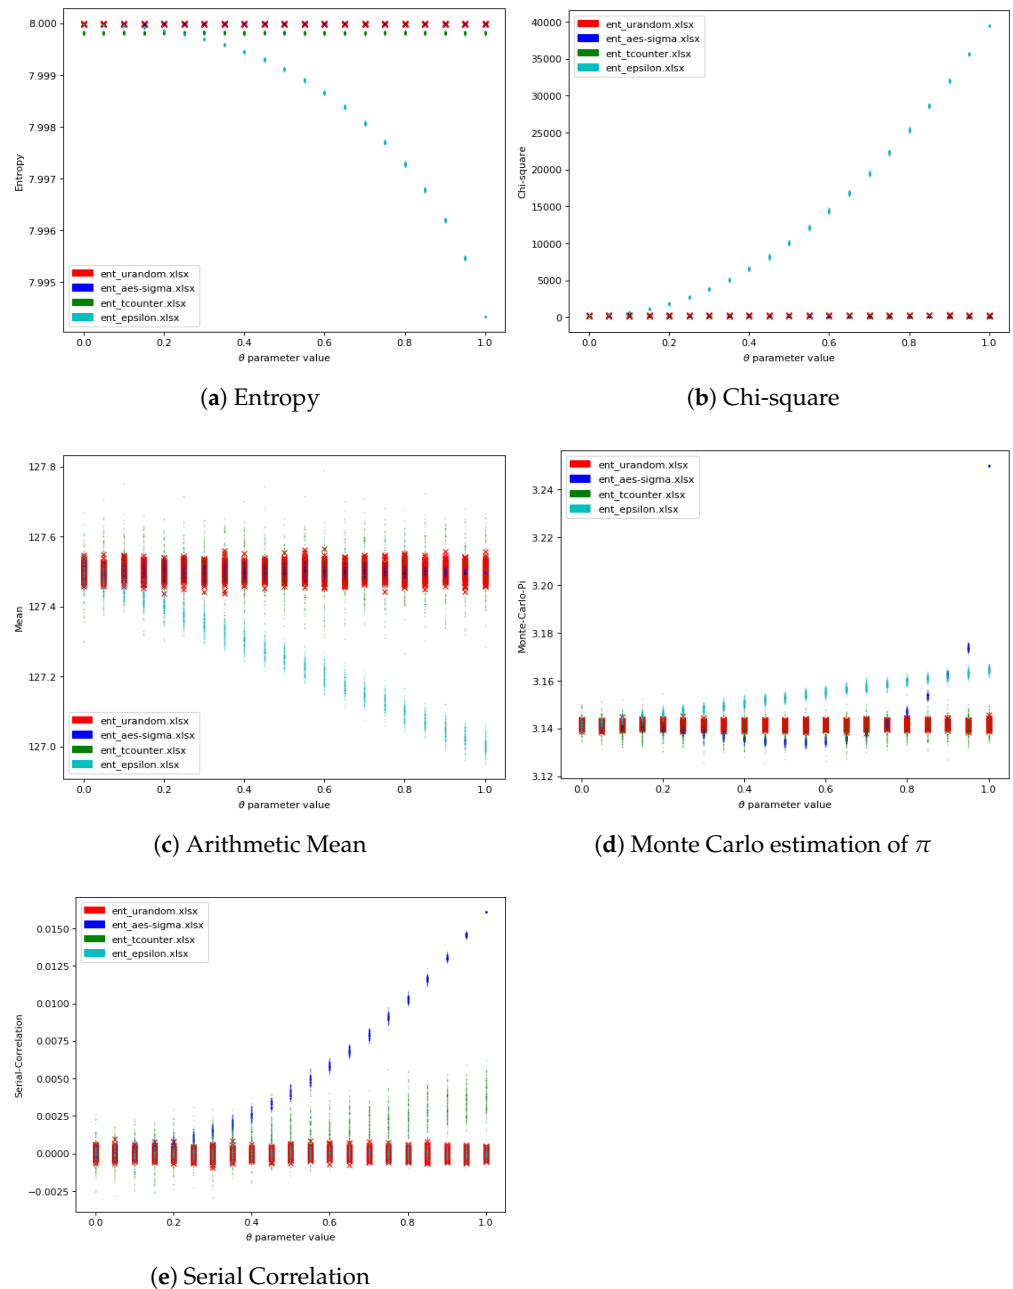 8.000
7.999
7.998
7.997
7.996
7.995
Entropy
ent_urandom.xlsx
ent_aes-sigma.xlsx
ent_tcounter.xlsx
ent_epsilon.xlsx
0.0 0.2 0.4 0.6 0.8 1.0
θ parameter value
(a) Entropy
40000
35000
30000
25000
20000
15000
10000
5000
0
Chi-square
ent_urandom.xlsx
ent_aes-sigma.xlsx
ent_tcounter.xlsx
ent_epsilon.xlsx
0.0 0.2 0.4 0.6 0.8 1.0
θ parameter value
(b) Chi-square
127.8
127.6
127.4
127.2
127.0
Mean
ent_urandom.xlsx
ent_aes-sigma.xlsx
ent_tcounter.xlsx
ent_epsilon.xlsx
0.0 0.2 0.4 0.6 0.8 1.0
θ parameter value
(c) Arithmetic Mean
3.24
3.22
3.20
3.18
3.16
3.14
3.12
Monte-Carlo-Pi
ent_urandom.xlsx
ent_aes-sigma.xlsx
ent_tcounter.xlsx
ent_epsilon.xlsx
0.0 0.2 0.4 0.6 0.8 1.0
θ parameter value
(d) Monte Carlo estimation of π
0.0150
0.0125
0.0100
0.0075
0.0050
0.0025
0.0000
−0.0025
Serial-Correlation
ent_urandom.xlsx
ent_aes-sigma.xlsx
ent_tcounter.xlsx
ent_epsilon.xlsx
0.0 0.2 0.4 0.6 0.8 1.0
θ parameter value
(e) Serial Correlation